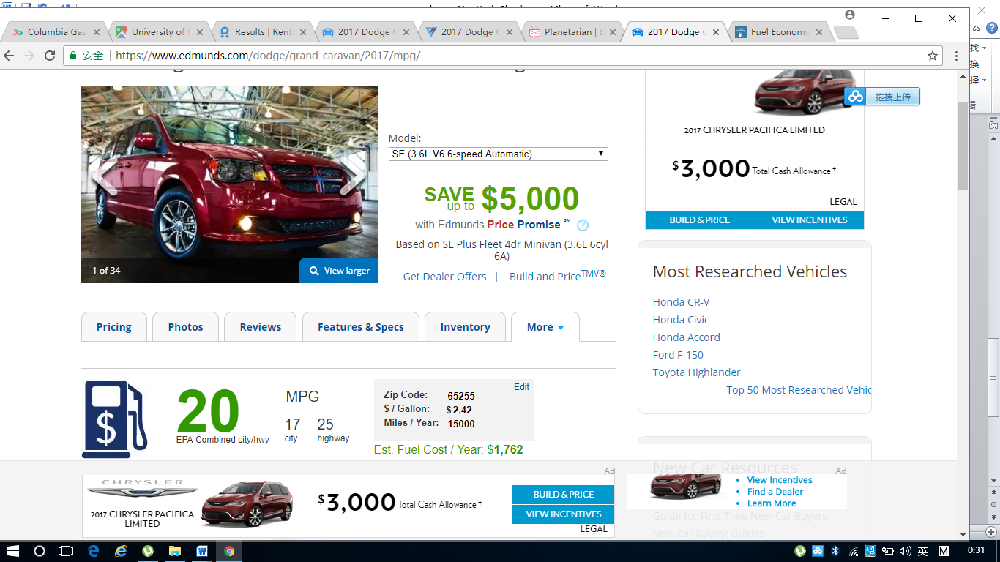 Columbia Gas
University of
Results | Rent
2017 Dodge
2017 Dodge
Planetarian |
2017 Dodge
Fuel Economy
安全
https://www.edmunds.com/dodge/grand-caravan/2017/mpg/
找
换
择
1 of 34
View larger
Model:
SE (3.6L V6 6-speed Automatic)
SAVE up to $5,000
with Edmunds Price Promise ℠ ?
Based on SE Plus Fleet 4dr Minivan (3.6L 6cyl
6A)
Get Dealer Offers | Build and PriceTMV®
拖拽上传
2017 CHRYSLER PACIFICA LIMITED
$3,000 Total Cash Allowance †
LEGAL
BUILD & PRICE | VIEW INCENTIVES
Most Researched Vehicles
Honda CR-V
Honda Civic
Honda Accord
Ford F-150
Toyota Highlander
Top 50 Most Researched Vehic
Pricing
Photos
Reviews
Features & Specs
Inventory
More
$
20
EPA Combined city/hwy
MPG
17 25
city highway
Edit
Zip Code: 65255
$ / Gallon: $ 2.42
Miles / Year: 15000
Est. Fuel Cost / Year: $1,762
Ad
CHRYSLER
2017 CHRYSLER PACIFICA
LIMITED
$3,000 Total Cash Allowance †
BUILD & PRICE
VIEW INCENTIVES
LEGAL
New Car Resources
Ad
• View Incentives
• Find a Dealer
• Learn More
Guide for First-Time New-Car Buyers
New Car Buying Guides
英
M
0:31